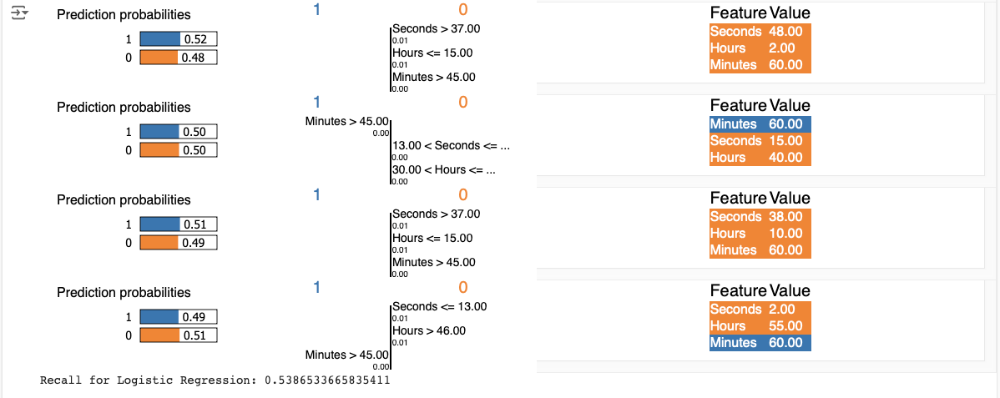 Prediction probabilities
1 0.52
0 0.48
1 0
Seconds > 37.00
0.01
Hours <= 15.00
0.01
Minutes > 45.00
0.00
Feature Value
Seconds 48.00
Hours 2.00
Minutes 60.00
Prediction probabilities
1 0.50
0 0.50
1 0
Minutes > 45.00
0.00
13.00 < Seconds <= ...
0.00
30.00 < Hours <= ...
0.00
Feature Value
Minutes 60.00
Seconds 15.00
Hours 40.00
Prediction probabilities
1 0.51
0 0.49
1 0
Seconds > 37.00
0.01
Hours <= 15.00
0.01
Minutes > 45.00
0.00
Feature Value
Seconds 38.00
Hours 10.00
Minutes 60.00
Prediction probabilities
1 0.49
0 0.51
1 0
Seconds <= 13.00
0.01
Hours > 46.00
0.01
Minutes > 45.00
0.00
Feature Value
Seconds 2.00
Hours 55.00
Minutes 60.00
Recall for Logistic Regression: 0.5386533665835411